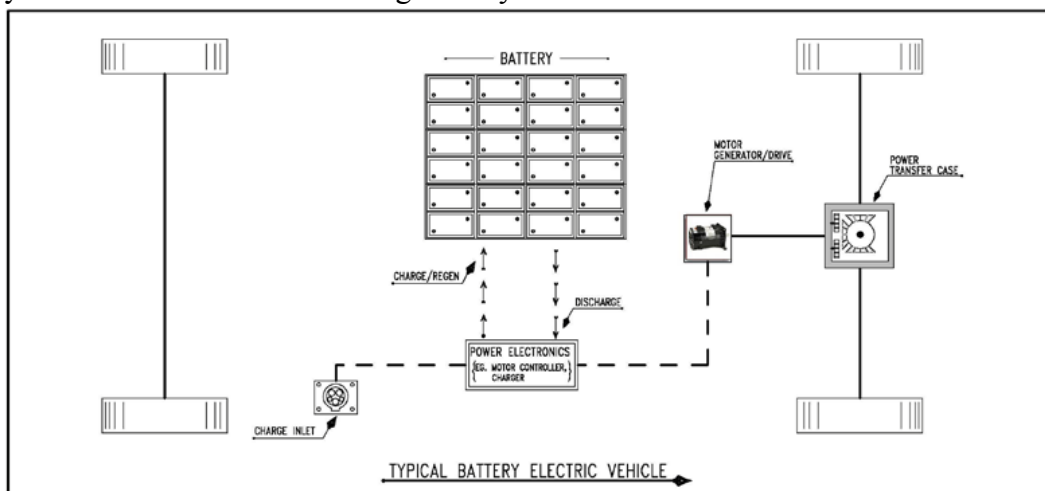 BATTERY
MOTOR
GENERATOR/DRIVE
POWER
TRANSFER CASE
CHARGE/REGEN
DISCHARGE
POWER ELECTRONICS
{EG. MOTOR CONTROLLER,
CHARGER}
CHARGE INLET
TYPICAL BATTERY ELECTRIC VEHICLE